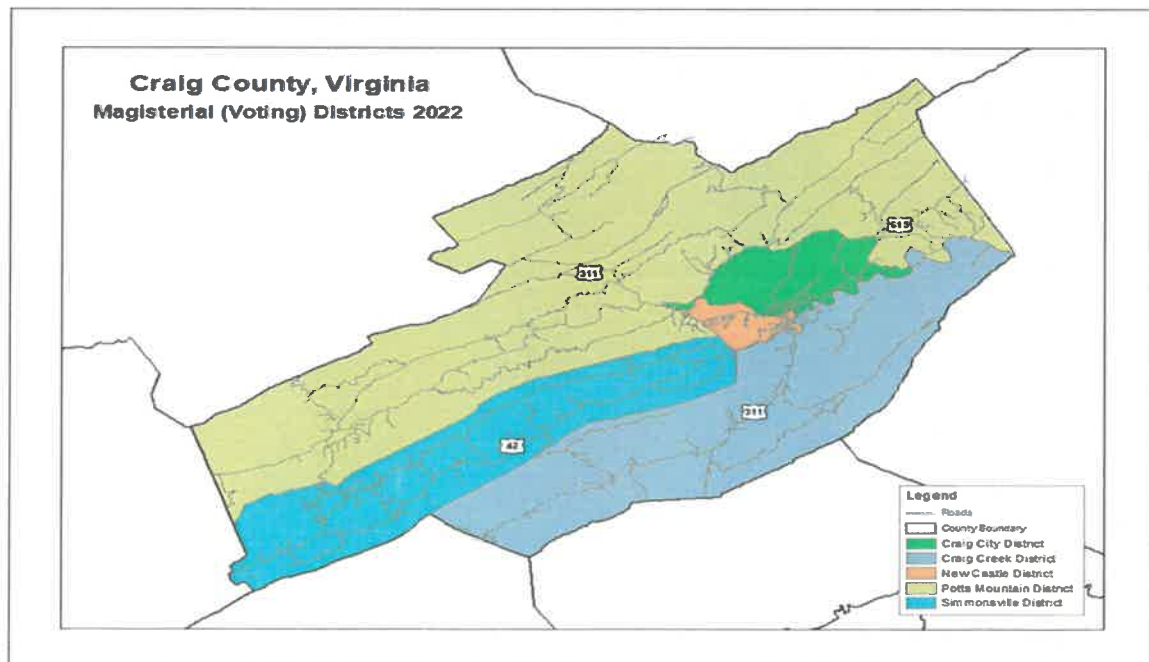 Craig County, Virginia
Magisterial (Voting) Districts 2022
615
311
311
42
Legend
Roads
County Boundary
Craig City District
Craig Creek District
New Castle District
Potts Mountain District
Simmonsville District